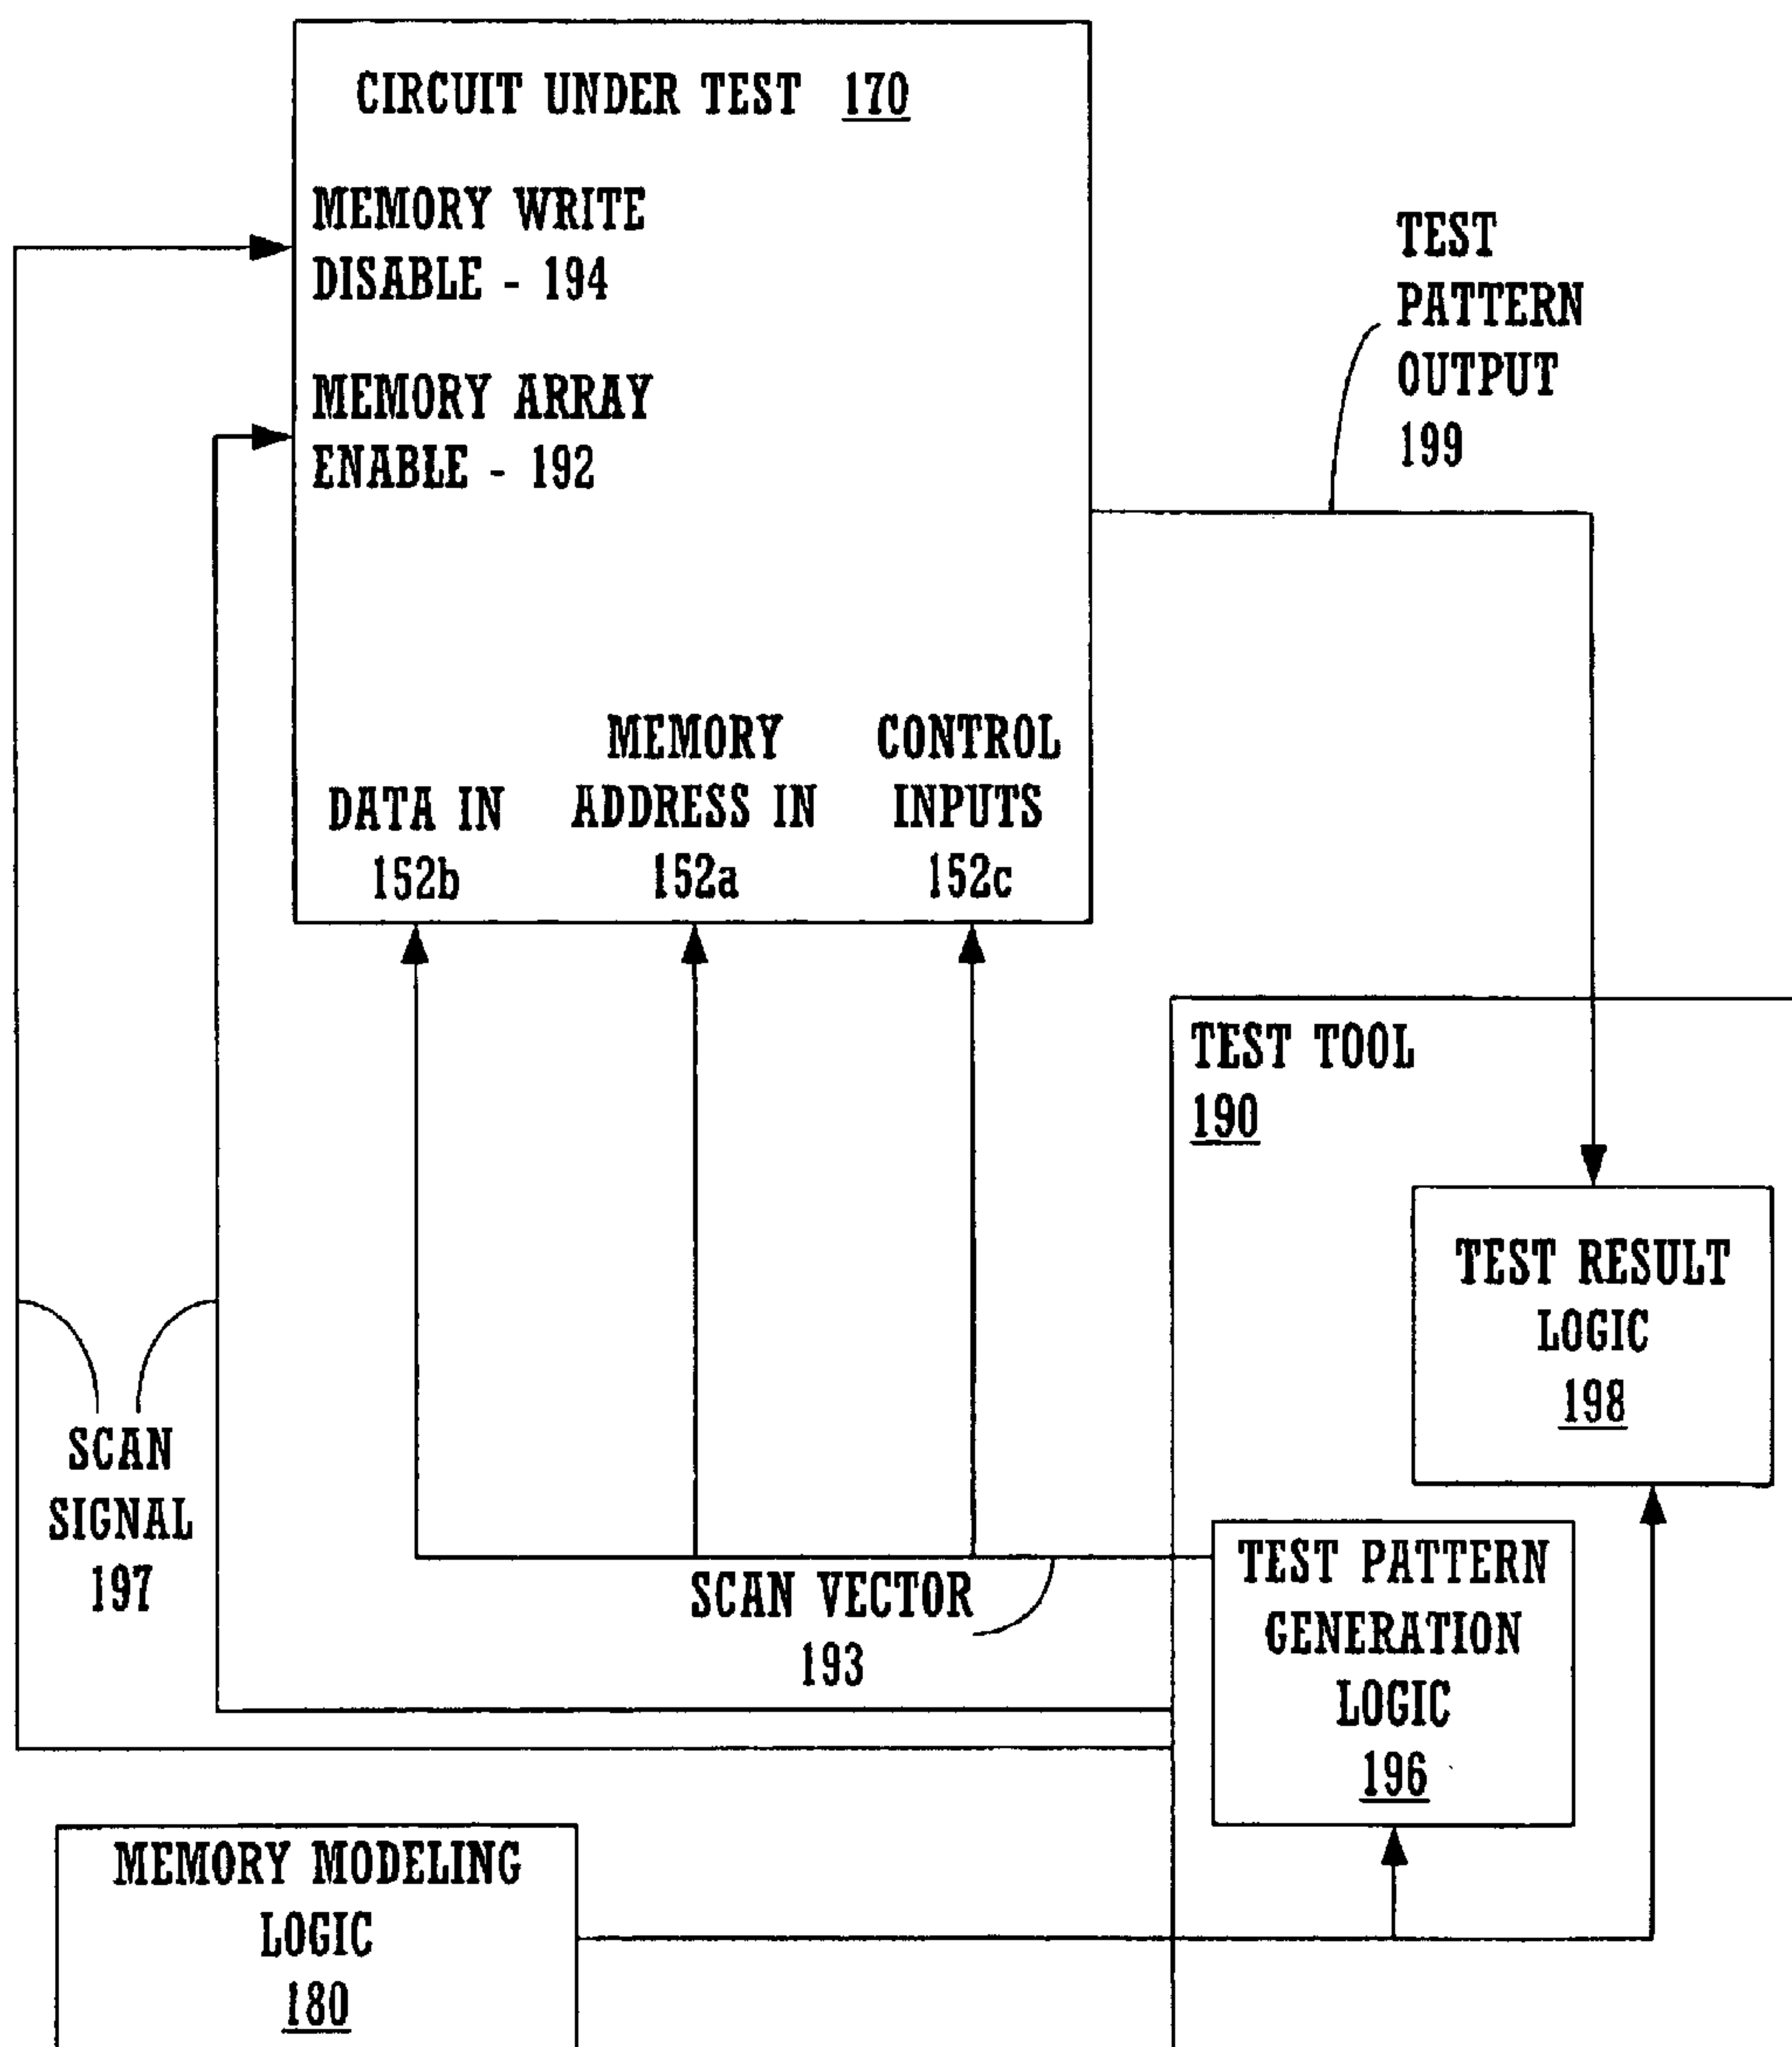 CIRCUIT UNDER TEST 170
MEMORY WRITE
DISABLE - 194
MEMORY ARRAY
ENABLE - 192
TEST
PATTERN
OUTPUT
199
DATA IN
152b
MEMORY
ADDRESS IN
152a
CONTROL
INPUTS
152c
TEST TOOL
190
TEST RESULT
LOGIC
198
SCAN
SIGNAL
197
SCAN VECTOR
193
TEST PATTERN
GENERATION
LOGIC
196
MEMORY MODELING
LOGIC
180